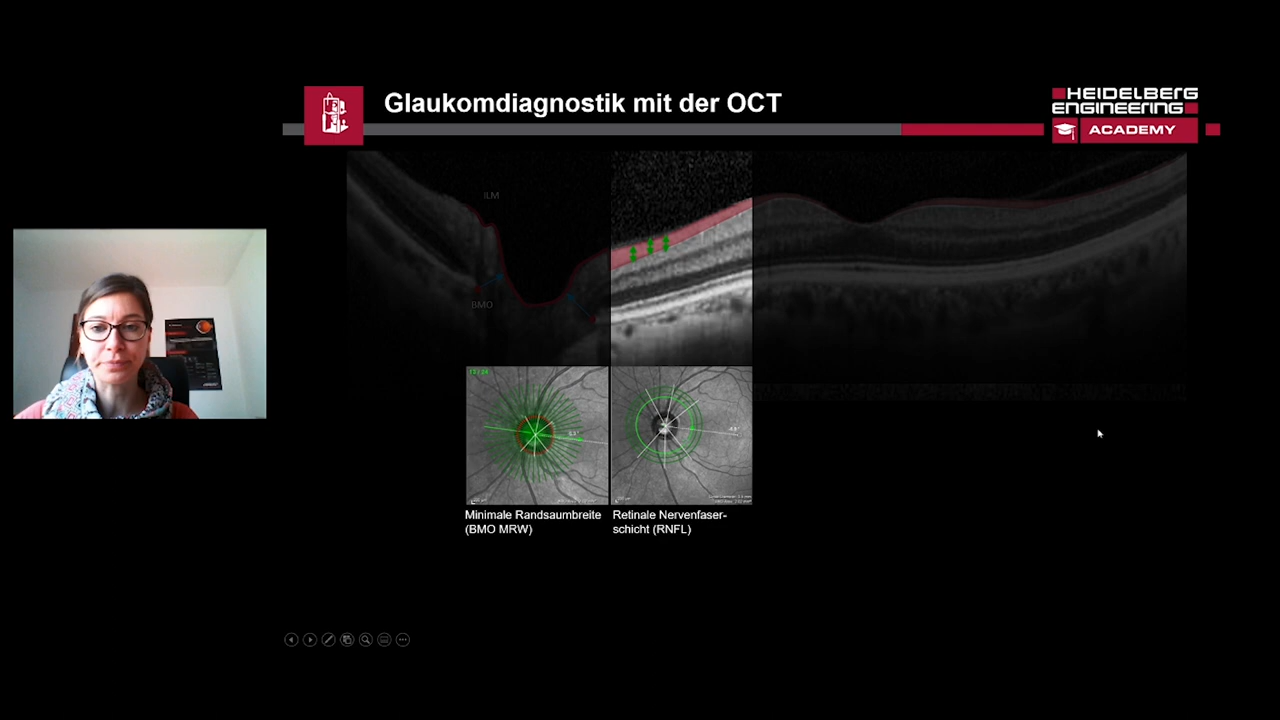 Glaukomdiagnostik mit der OCT
HEIDELBERG
ENGINEERING
ACADEMY
ILM
BMO
Minimale Randsaumbreite
(BMO MRW)
Retinale Nervenfaser-
schicht (RNFL)